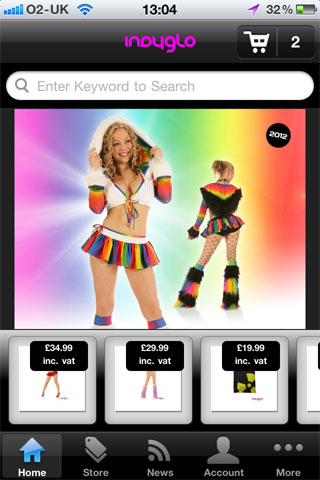 O2-UK 13:04 32%
indyglo
2
Enter Keyword to Search
2012
£34.99 inc. vat
£29.99 inc. vat
£19.99 inc. vat
Home Store News Account More